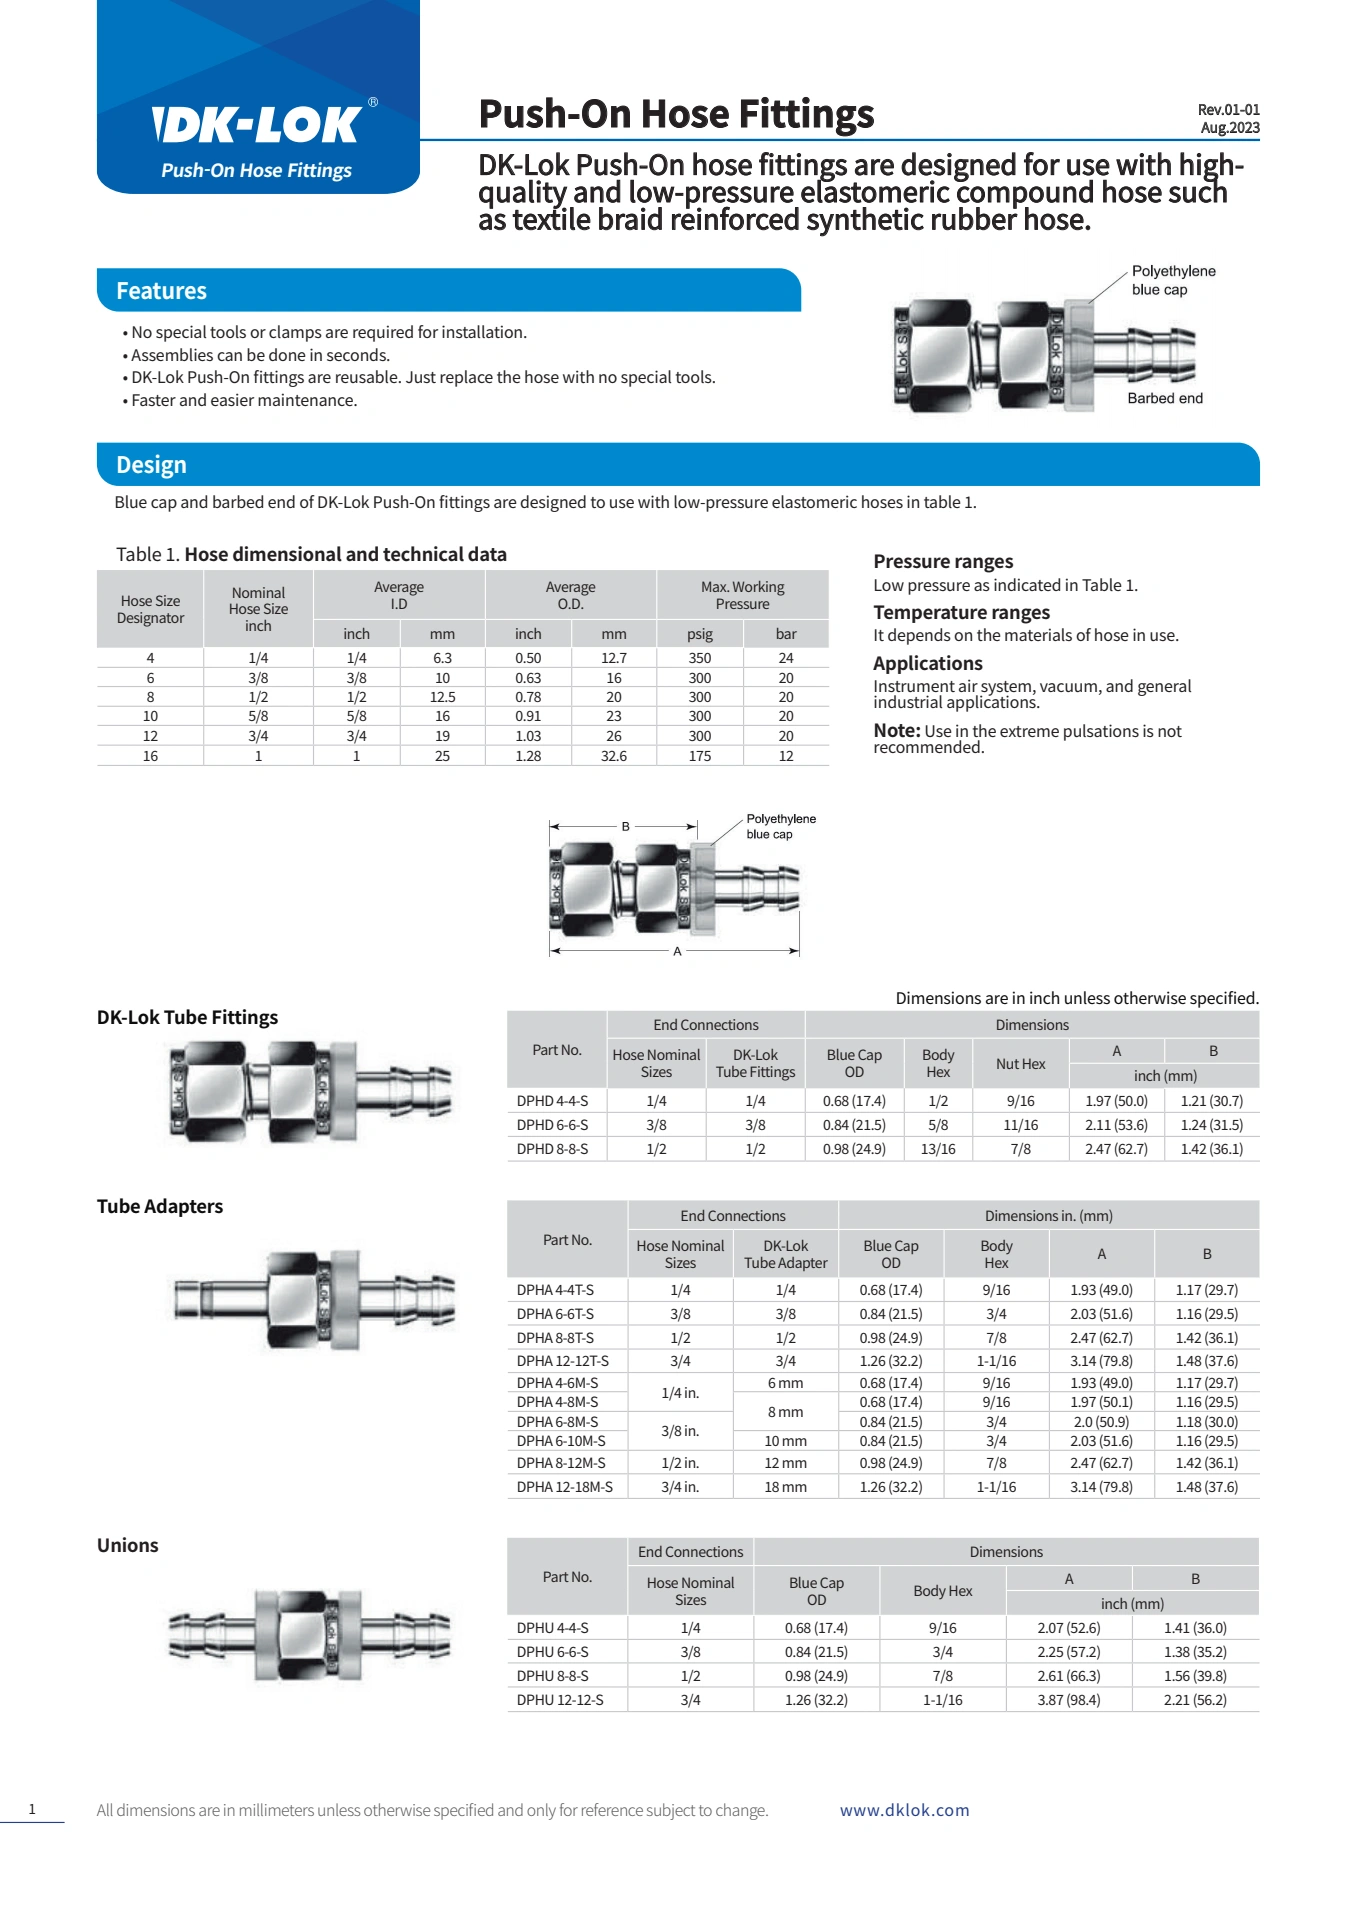 DK-LOK®
Push-On Hose Fittings
Push-On Hose Fittings
Rev.01-01
Aug.2023
DK-Lok Push-On hose fittings are designed for use with high-
quality and low-pressure elastomeric compound hose such
as textile braid reinforced synthetic rubber hose.
Features
• No special tools or clamps are required for installation.
• Assemblies can be done in seconds.
• DK-Lok Push-On fittings are reusable. Just replace the hose with no special tools.
• Faster and easier maintenance.
Polyethylene
blue cap
DK-Lok SS316
DK-Lok SS16
Barbed end
Design
Blue cap and barbed end of DK-Lok Push-On fittings are designed to use with low-pressure elastomeric hoses in table 1.
Table 1. Hose dimensional and technical data
Hose Size Designator | Nominal Hose Size inch | Average I.D | Average O.D. | Max. Working Pressure
inch | mm | inch | mm | psig | bar
4 | 1/4 | 1/4 | 6.3 | 0.50 | 12.7 | 350 | 24
6 | 3/8 | 3/8 | 10 | 0.63 | 16 | 300 | 20
8 | 1/2 | 1/2 | 12.5 | 0.78 | 20 | 300 | 20
10 | 5/8 | 5/8 | 16 | 0.91 | 23 | 300 | 20
12 | 3/4 | 3/4 | 19 | 1.03 | 26 | 300 | 20
16 | 1 | 1 | 25 | 1.28 | 32.6 | 175 | 12
Pressure ranges
Low pressure as indicated in Table 1.
Temperature ranges
It depends on the materials of hose in use.
Applications
Instrument air system, vacuum, and general
industrial applications.
Note: Use in the extreme pulsations is not
recommended.
B
Polyethylene
blue cap
A
Dimensions are in inch unless otherwise specified.
DK-Lok Tube Fittings
Part No. | End Connections | Dimensions
Hose Nominal Sizes | DK-Lok Tube Fittings | Blue Cap OD | Body Hex | Nut Hex | A | B
inch (mm)
DPHD 4-4-S | 1/4 | 1/4 | 0.68 (17.4) | 1/2 | 9/16 | 1.97 (50.0) | 1.21 (30.7)
DPHD 6-6-S | 3/8 | 3/8 | 0.84 (21.5) | 5/8 | 11/16 | 2.11 (53.6) | 1.24 (31.5)
DPHD 8-8-S | 1/2 | 1/2 | 0.98 (24.9) | 13/16 | 7/8 | 2.47 (62.7) | 1.42 (36.1)
Tube Adapters
Part No. | End Connections | Dimensions in. (mm)
Hose Nominal Sizes | DK-Lok Tube Adapter | Blue Cap OD | Body Hex | A | B
DPHA 4-4T-S | 1/4 | 1/4 | 0.68 (17.4) | 9/16 | 1.93 (49.0) | 1.17 (29.7)
DPHA 6-6T-S | 3/8 | 3/8 | 0.84 (21.5) | 3/4 | 2.03 (51.6) | 1.16 (29.5)
DPHA 8-8T-S | 1/2 | 1/2 | 0.98 (24.9) | 7/8 | 2.47 (62.7) | 1.42 (36.1)
DPHA 12-12T-S | 3/4 | 3/4 | 1.26 (32.2) | 1-1/16 | 3.14 (79.8) | 1.48 (37.6)
DPHA 4-6M-S | 1/4 in. | 6 mm | 0.68 (17.4) | 9/16 | 1.93 (49.0) | 1.17 (29.7)
DPHA 4-8M-S | 8 mm | 0.68 (17.4) | 9/16 | 1.97 (50.1) | 1.16 (29.5)
DPHA 6-8M-S | 3/8 in. | 0.84 (21.5) | 3/4 | 2.0 (50.9) | 1.18 (30.0)
DPHA 6-10M-S | 10 mm | 0.84 (21.5) | 3/4 | 2.03 (51.6) | 1.16 (29.5)
DPHA 8-12M-S | 1/2 in. | 12 mm | 0.98 (24.9) | 7/8 | 2.47 (62.7) | 1.42 (36.1)
DPHA 12-18M-S | 3/4 in. | 18 mm | 1.26 (32.2) | 1-1/16 | 3.14 (79.8) | 1.48 (37.6)
Unions
Part No. | End Connections | Dimensions
Hose Nominal Sizes | Blue Cap OD | Body Hex | A | B
inch (mm)
DPHU 4-4-S | 1/4 | 0.68 (17.4) | 9/16 | 2.07 (52.6) | 1.41 (36.0)
DPHU 6-6-S | 3/8 | 0.84 (21.5) | 3/4 | 2.25 (57.2) | 1.38 (35.2)
DPHU 8-8-S | 1/2 | 0.98 (24.9) | 7/8 | 2.61 (66.3) | 1.56 (39.8)
DPHU 12-12-S | 3/4 | 1.26 (32.2) | 1-1/16 | 3.87 (98.4) | 2.21 (56.2)
1
All dimensions are in millimeters unless otherwise specified and only for reference subject to change.
www.dklok.com